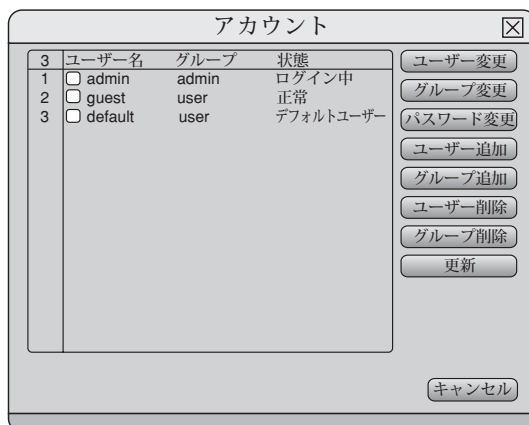 アカウント
3 ユーザー名 グループ 状態
1 admin admin ログイン中
2 guest user 正常
3 default user デフォルトユーザー
ユーザー変更
グループ変更
パスワード変更
ユーザー追加
グループ追加
ユーザー削除
グループ削除
更新
キャンセル